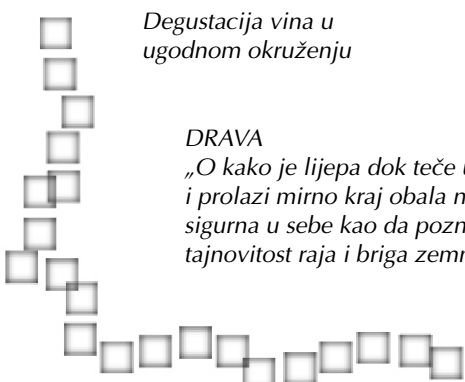 Degustacija vina u
ugodnom okruženju
DRAVA
„O kako je lijepa dok teče
i prolazi mirno kraj obala
sigurna u sebe kao da
tajnovitost raja i briga